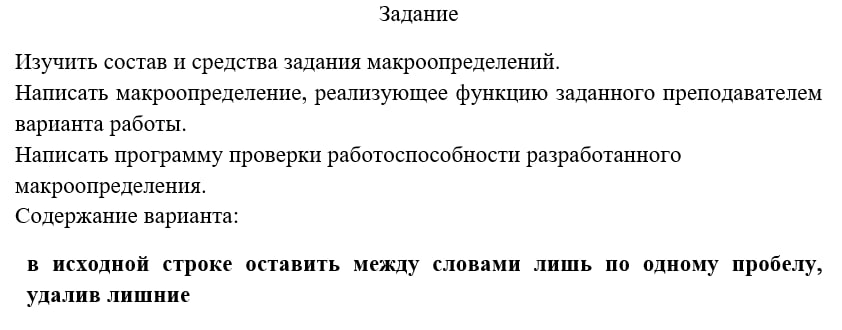 Задание
Изучить состав и средства задания макроопределений.
Написать макроопределение, реализующее функцию заданного преподавателем
варианта работы.
Написать программу проверки работоспособности разработанного
макроопределения.
Содержание варианта:
в исходной строке оставить между словами лишь по одному пробелу,
удалив лишние